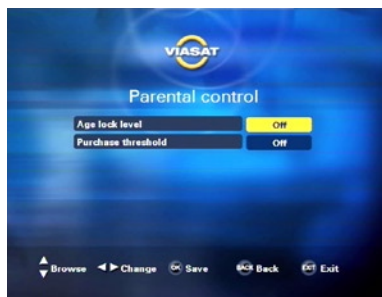 VIASAT
Parental control
Age lock level Off
Purchase threshold Off
Browse Change OK Save BACK Back EXIT Exit